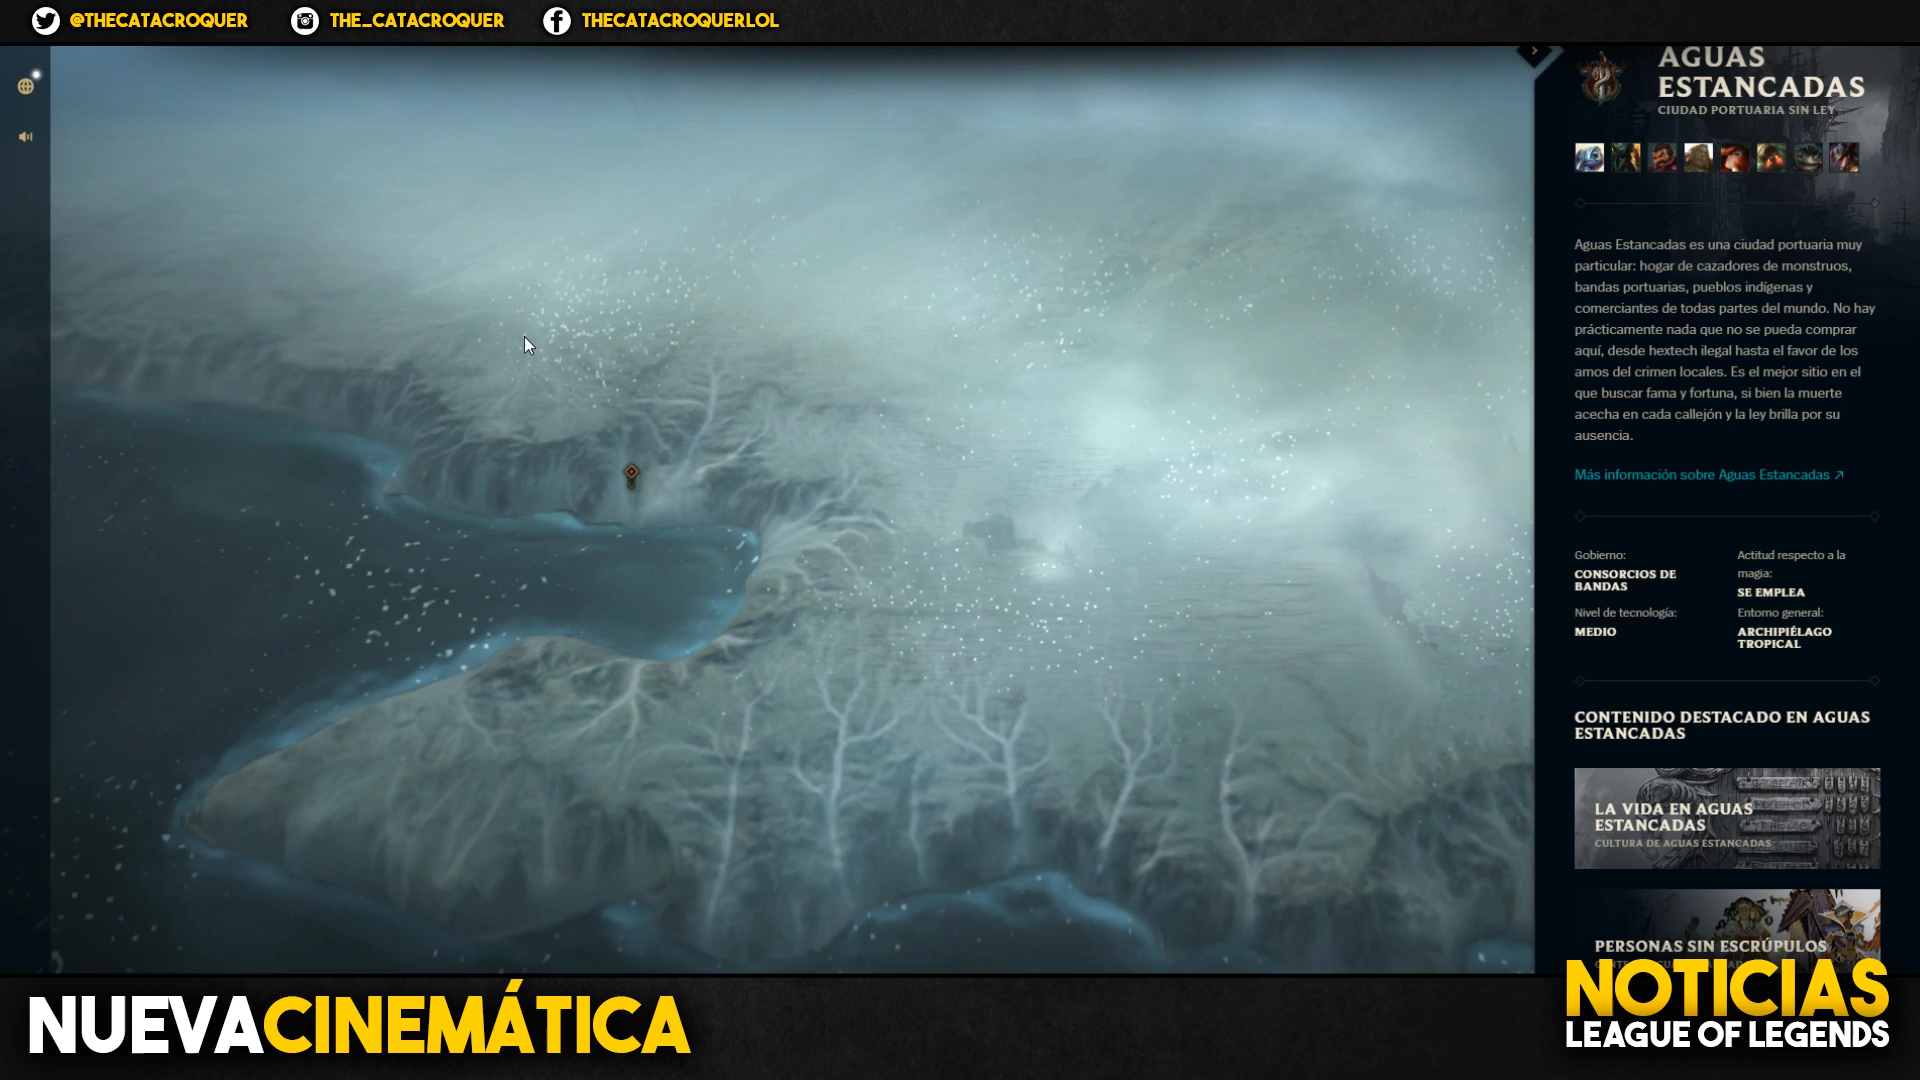 @THECATACROQUER
THE_CATACROQUER
THECATACROQUERLOL
AGUAS
ESTANCADAS
CIUDAD PORTUARIA SIN LEY
Aguas Estancadas es una ciudad portuaria muy
particular: hogar de cazadores de monstruos,
bandas portuarias, pueblos indígenas y
comerciantes de todas partes del mundo. No hay
prácticamente nada que no se pueda comprar
aquí, desde hextech ilegal hasta el favor de los
amos del crimen locales. Es el mejor sitio en el
que buscar fama y fortuna, si bien la muerte
acecha en cada callejón y la ley brilla por su
ausencia.
Más información sobre Aguas Estancadas ↗
Gobierno:
CONSORCIOS DE
BANDAS
Actitud respecto a la
magia:
SE EMPLEA
Nivel de tecnología:
MEDIO
Entorno general:
ARCHIPIÉLAGO
TROPICAL
CONTENIDO DESTACADO EN AGUAS
ESTANCADAS
LA VIDA EN AGUAS
ESTANCADAS
CULTURA DE AGUAS ESTANCADAS
PERSONAS SIN ESCRÚPULOS
NUEVACINEMÁTICA
NOTICIAS
LEAGUE OF LEGENDS